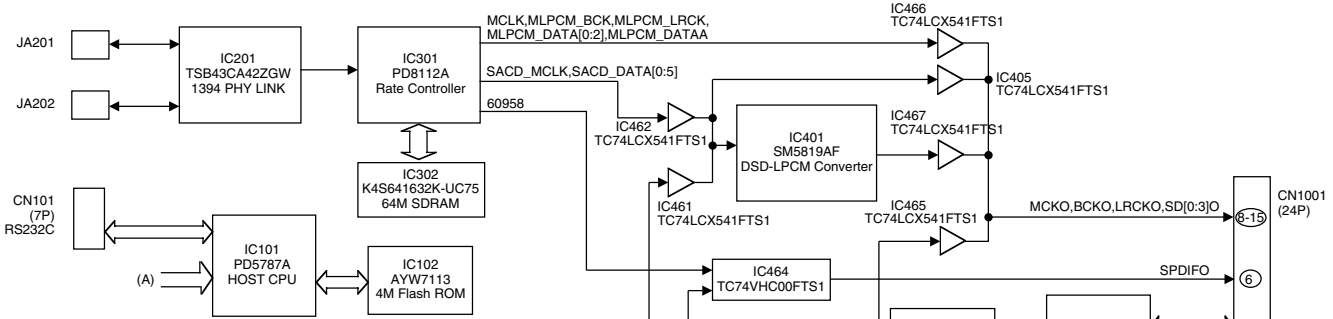 JA201
JA202
IC201
TSB43CA42ZGW
1394 PHY LINK
IC301
PD8112A
Rate Controller
MCLK,MLPCM_BCK,MLPCM_LRCK,
MLPCM_DATA[0:2],MLPCM_DATAA
SACD_MCLK,SACD_DATA[0:5]
60958
IC466
TC74LCX541FTS1
IC405
TC74LCX541FTS1
IC462
TC74LCX541FTS1
IC401
SM5819AF
DSD-LPCM Converter
IC467
TC74LCX541FTS1
IC302
K4S641632K-UC75
64M SDRAM
IC461
TC74LCX541FTS1
IC465
TC74LCX541FTS1
MCKO,BCKO,LRCKO,SD[0:3]O
8-15
CN1001
(24P)
CN101
(7P)
RS232C
(A)
IC101
PD5787A
HOST CPU
IC102
AYW7113
4M Flash ROM
IC464
TC74VHC00FTS1
SPDIFO
6